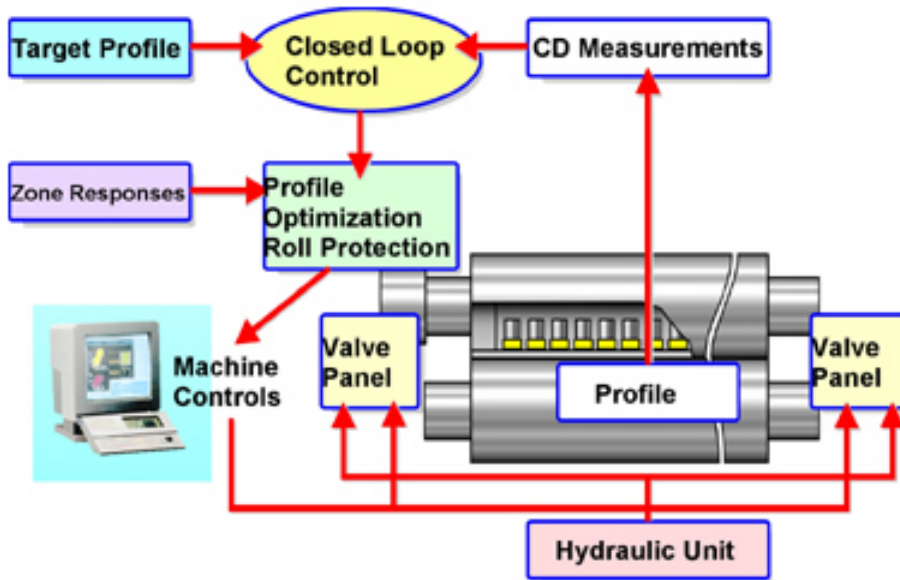 Target Profile
Closed Loop
Control
CD Measurements
Zone Responses
Profile
Optimization
Roll Protection
Machine
Controls
Valve
Panel
Profile
Valve
Panel
Hydraulic Unit